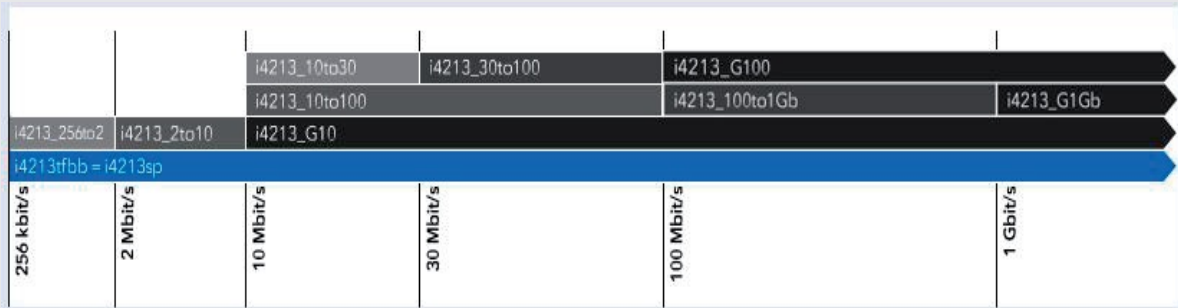 i4213_10to30 i4213_30to100 i4213_G100
i4213_10to100 i4213_100to1Gb i4213_G1Gb
i4213_256to2 i4213_2to10 i4213_G10
i4213tfbb = i4213sp
256 kbit/s
2 Mbit/s
10 Mbit/s
30 Mbit/s
100 Mbit/s
1 Gbit/s